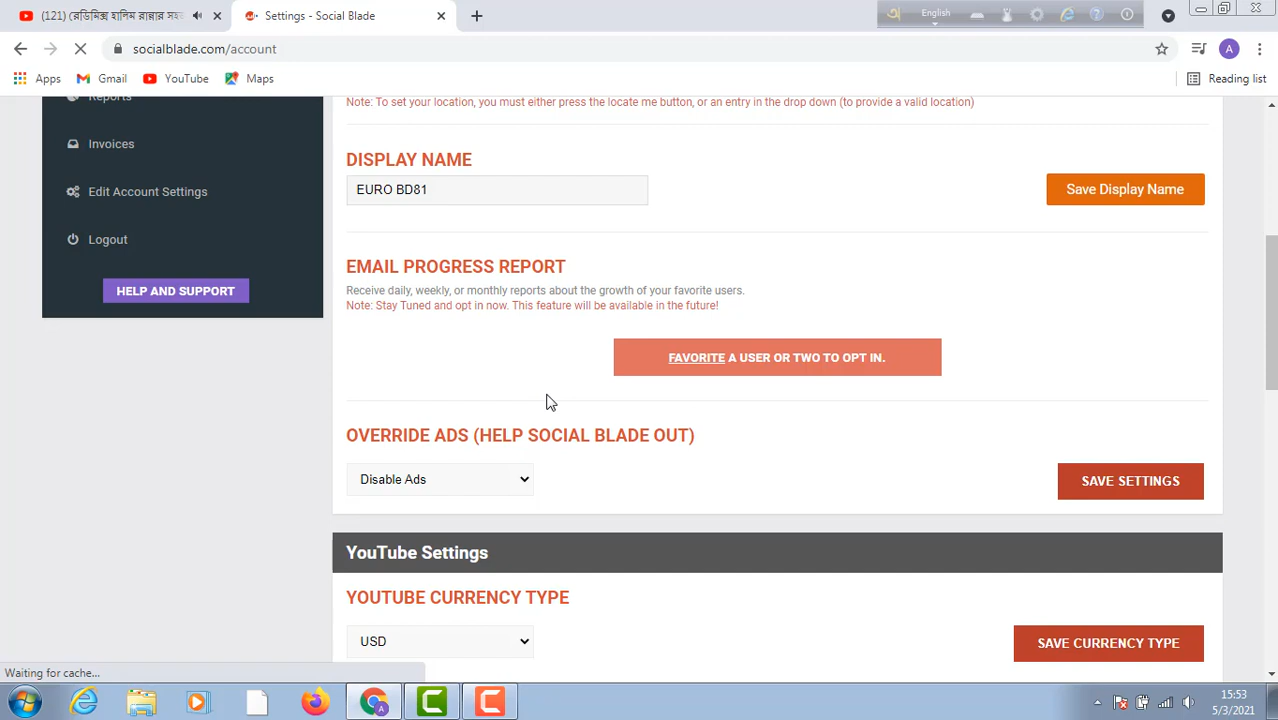 (121) রেডিমিক্স হালিম রান্নার সহজ
Settings - Social Blade
English
socialblade.com/account
A
Apps
Gmail
YouTube
Maps
Reading list
Reports
Note: To set your location, you must either press the locate me button, or an entry in the drop down (to provide a valid location)
Invoices
DISPLAY NAME
EURO BD81
Save Display Name
Edit Account Settings
Logout
EMAIL PROGRESS REPORT
HELP AND SUPPORT
Receive daily, weekly, or monthly reports about the growth of your favorite users.
Note: Stay Tuned and opt in now. This feature will be available in the future!
FAVORITE A USER OR TWO TO OPT IN.
OVERRIDE ADS (HELP SOCIAL BLADE OUT)
Disable Ads
SAVE SETTINGS
YouTube Settings
YOUTUBE CURRENCY TYPE
USD
SAVE CURRENCY TYPE
Waiting for cache...
15:53
5/3/2021